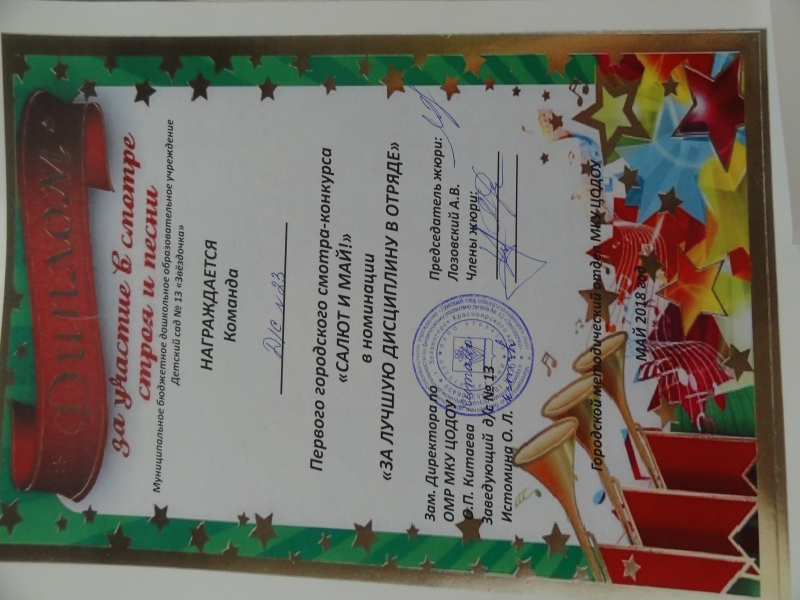 Диплом
за участие в смотре
строя и песни
Муниципальное бюджетное дошкольное образовательное учреждение
Детский сад № 13 «Звёздочка»
НАГРАЖДАЕТСЯ
Команда
Д/с №23
Первого городского смотра-конкурса
«САЛЮТ И МАЙ!»
в номинации
«ЗА ЛУЧШУЮ ДИСЦИПЛИНУ В ОТРЯДЕ»
Зам. Директора по
ОМР МКУ ЦОДОУ
О.П. Китаева
Заведующий д/с № 13
Истомина О. Л.
Председатель жюри:
Лозовский А.В.
Члены жюри:
Городской методический отдел МКУ ЦОДОУ
МАЙ 2018 год